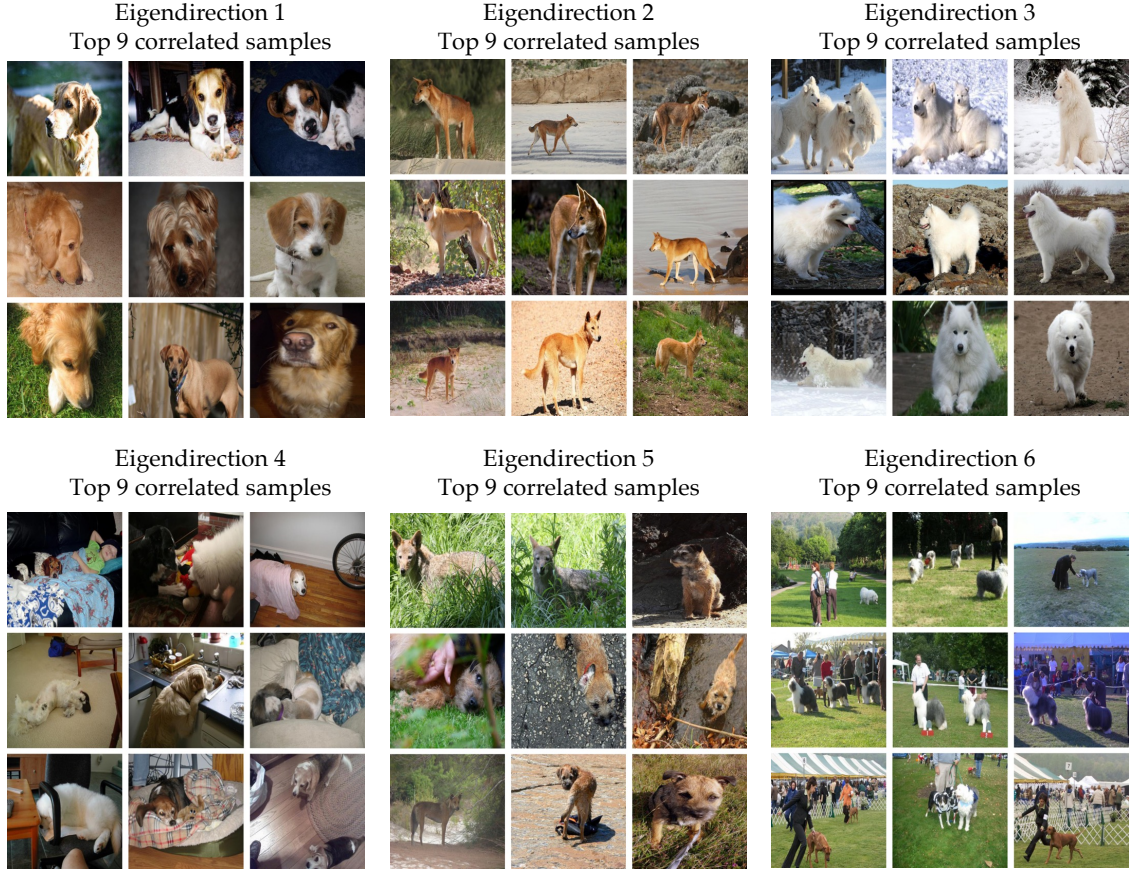 Eigendirection 1
Top 9 correlated samples
Eigendirection 2
Top 9 correlated samples
Eigendirection 3
Top 9 correlated samples
Eigendirection 4
Top 9 correlated samples
Eigendirection 5
Top 9 correlated samples
Eigendirection 6
Top 9 correlated samples